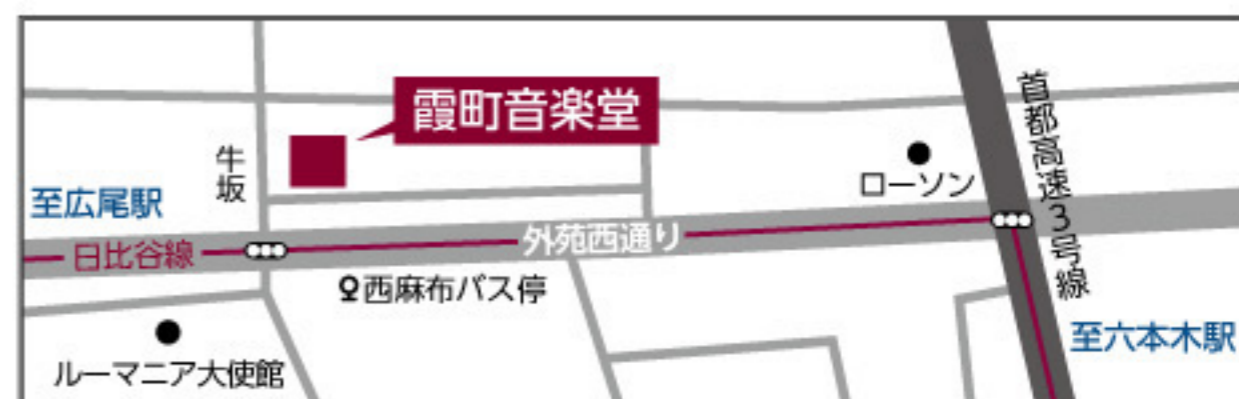 霞町音楽堂
首都高速3号線
牛坂
ローソン
至広尾駅
外苑西通り
日比谷線
西麻布バス停
至六本木駅
ルーマニア大使館